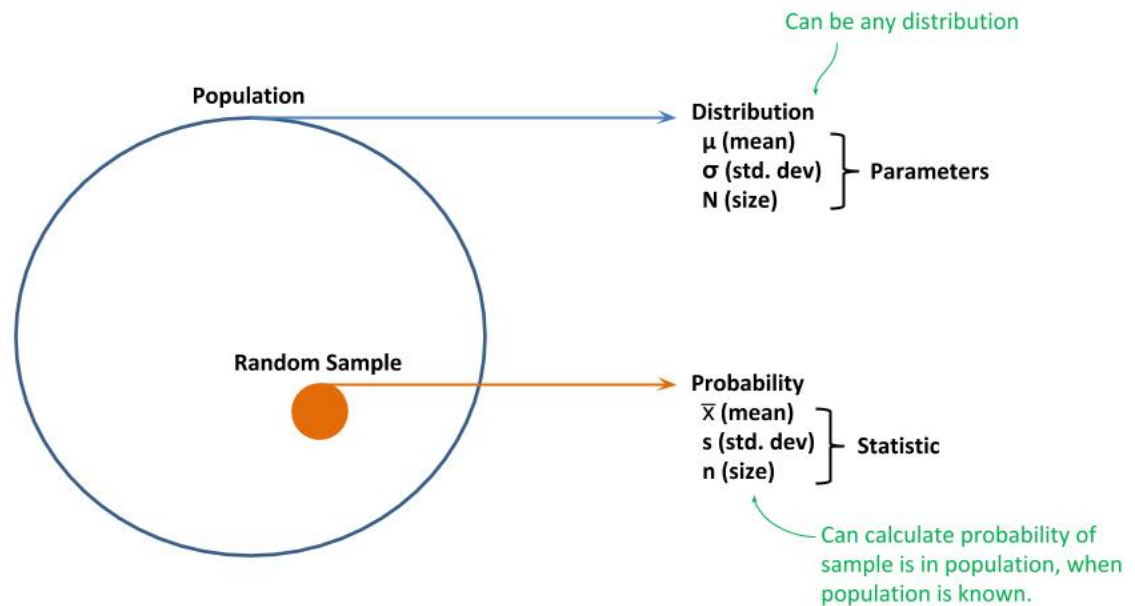 Can be any distribution
Population
Distribution
μ (mean)
σ (std. dev)
N (size)
Parameters
Random Sample
Probability
x̅ (mean)
s (std. dev)
n (size)
Statistic
Can calculate probability of
sample is in population, when
population is known.